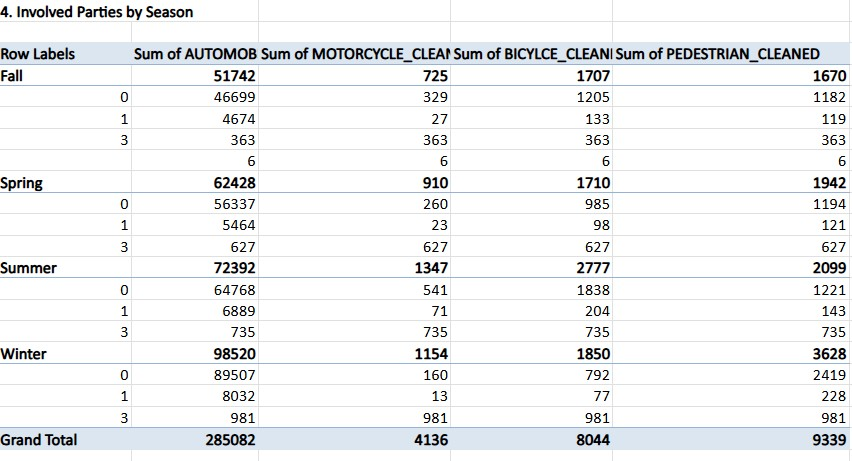 4. Involved Parties by Season
Row Labels Sum of AUTOMOB Sum of MOTORCYCLE_CLEAN Sum of BICYLCE_CLEANI Sum of PEDESTRIAN_CLEANED
Fall 51742 725 1707 1670
0 46699 329 1205 1182
1 4674 27 133 119
3 363 363 363 363
6 6 6 6
Spring 62428 910 1710 1942
0 56337 260 985 1194
1 5464 23 98 121
3 627 627 627 627
Summer 72392 1347 2777 2099
0 64768 541 1838 1221
1 6889 71 204 143
3 735 735 735 735
Winter 98520 1154 1850 3628
0 89507 160 792 2419
1 8032 13 77 228
3 981 981 981 981
Grand Total 285082 4136 8044 9339